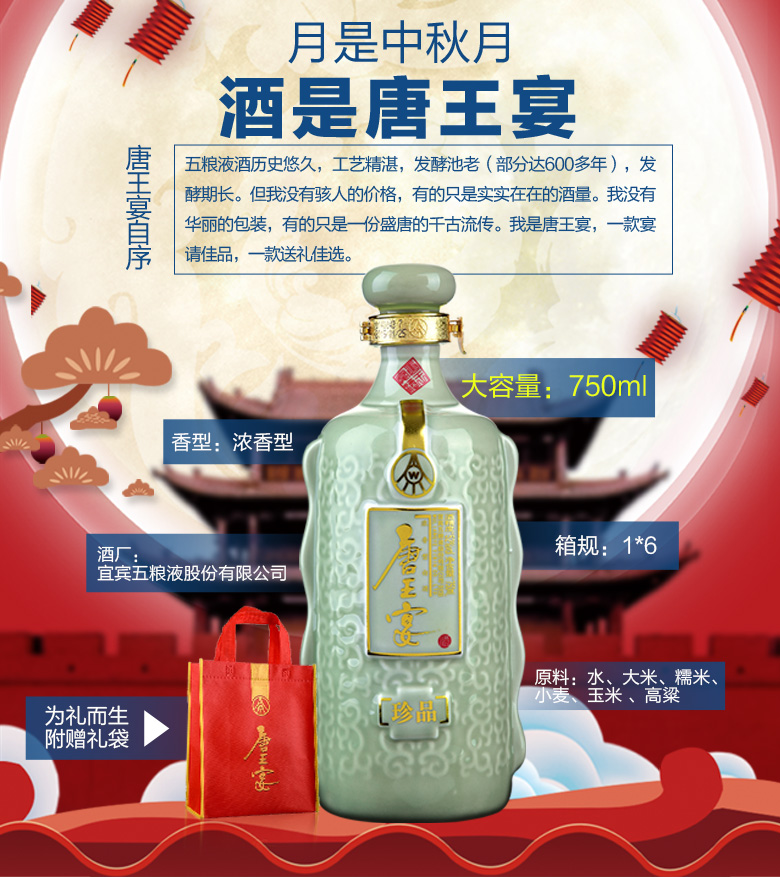 月是中秋月
酒是唐王宴
唐王宴自序
五粮液酒历史悠久，工艺精湛，发酵池老（部分达600多年），发
酵期长。但我没有骇人的价格，有的只是实实在在的酒量。我没有
华丽的包装，有的只是一份盛唐的千古流传。我是唐王宴，一款宴
请佳品，一款送礼佳选。
大容量：750ml
香型：浓香型
酒厂：
宜宾五粮液股份有限公司
箱规：1*6
唐王宴
珍品
原料：水、大米、糯米、
小麦、玉米 、高粱
为礼而生
附赠礼袋
唐王宴